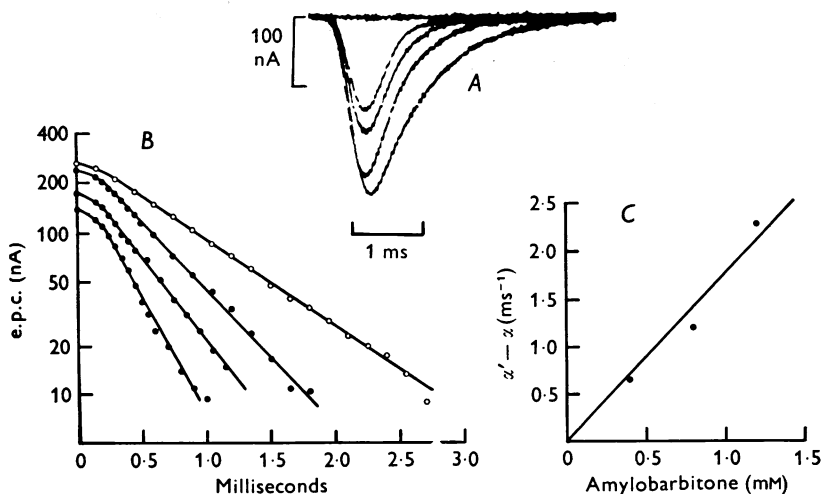 100
nA
A
1 ms
B
400
200
100
50
20
10
e.p.c. (nA)
0
0·5
1·0
1·5
2·0
2·5
3·0
Milliseconds
C
2·5
2·0
1·5
1·0
0·5
α′ − α (ms⁻¹)
0
0·5
1·0
1·5
Amylobarbitone (mM)